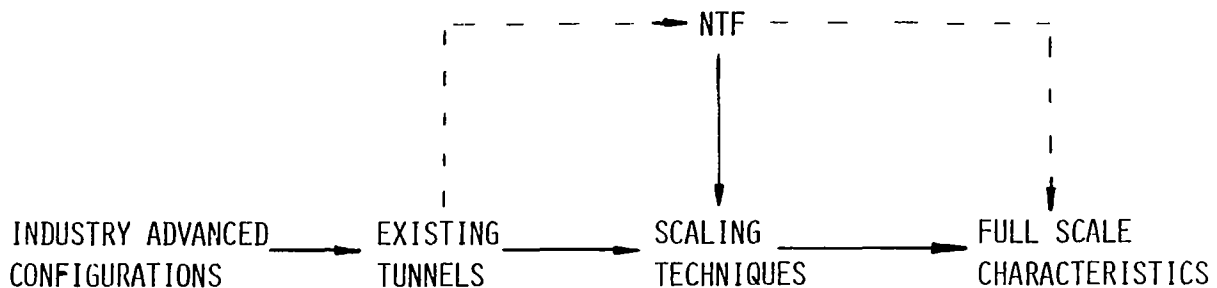 NTF
INDUSTRY ADVANCED
CONFIGURATIONS
EXISTING
TUNNELS
SCALING
TECHNIQUES
FULL SCALE
CHARACTERISTICS